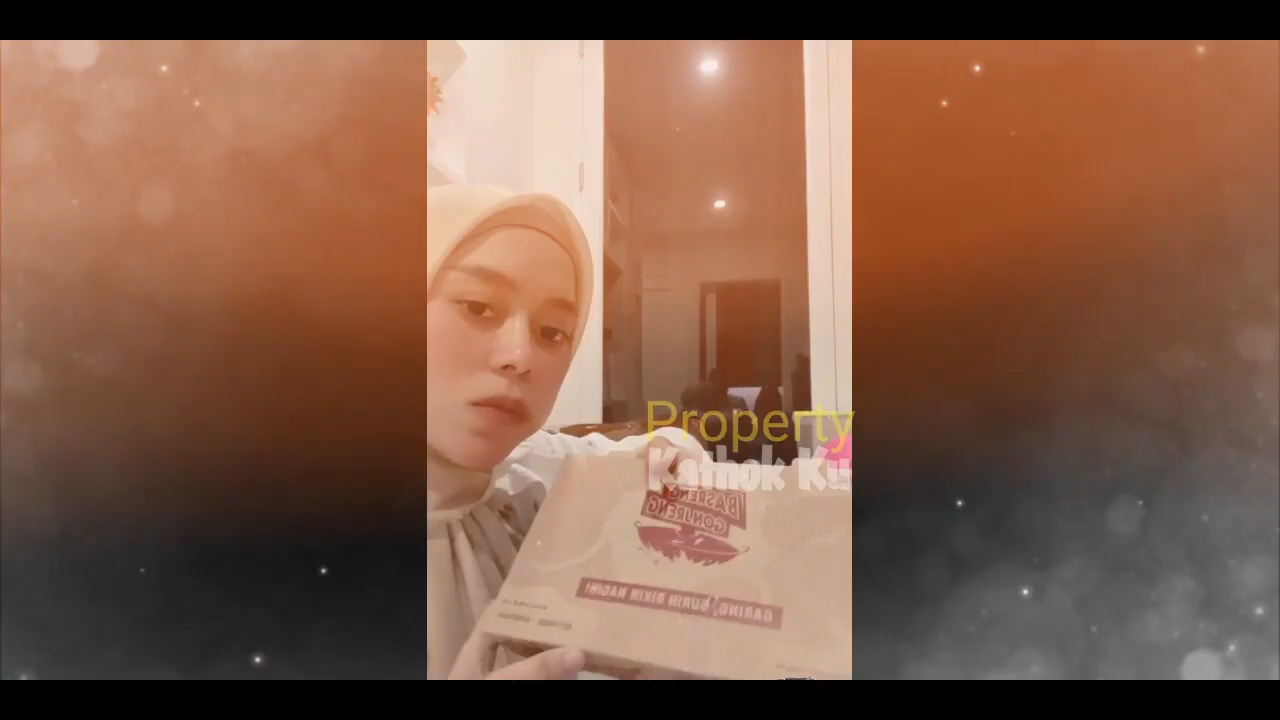 Property
Kathok Ku
BASRENG
GONJRENG
GARING, GURIH BIKIN NAGIH!